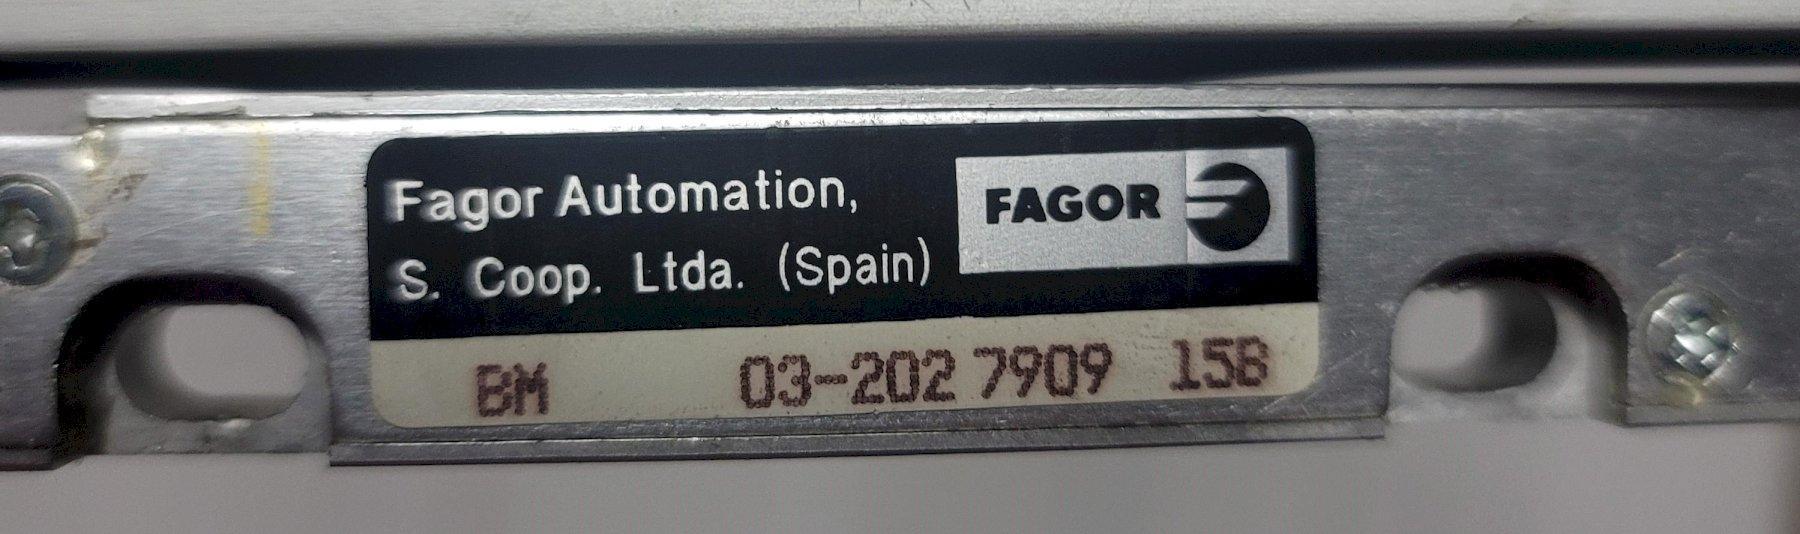 Fagor Automation,
S. Coop. Ltda. (Spain)
FAGOR
BM 03-202 7909 15B